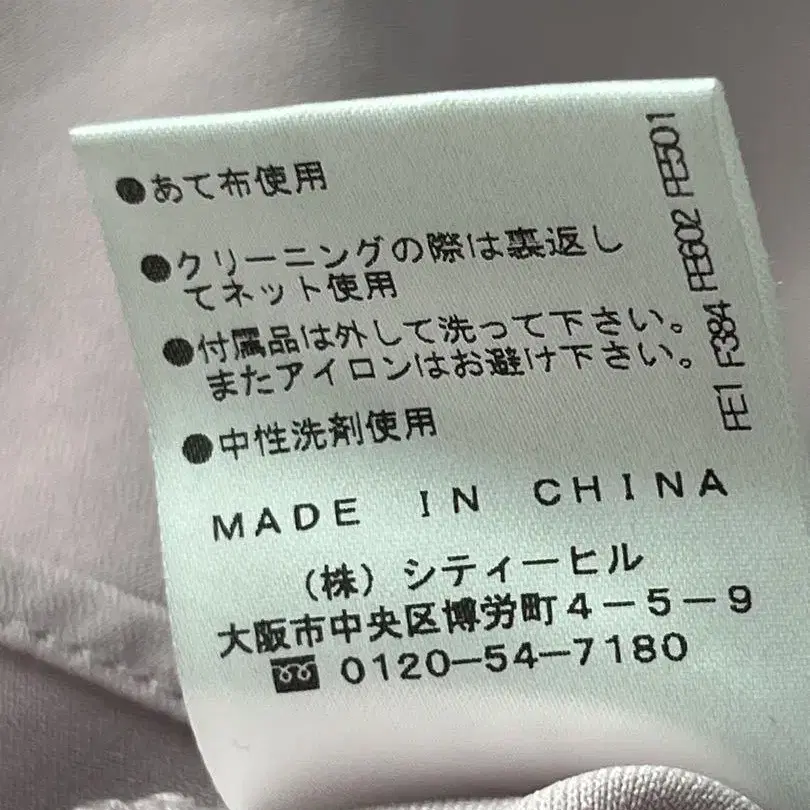 ●あて布使用
●クリーニングの際は裏返し
てネット使用
●付属品は外して洗って下さい。
またアイロンはお避け下さい。
●中性洗剤使用
MADE IN CHINA
（株）シティーヒル
大阪市中央区博労町4－5－9
0120－54－7180
FE1 F384 FE602 FE501